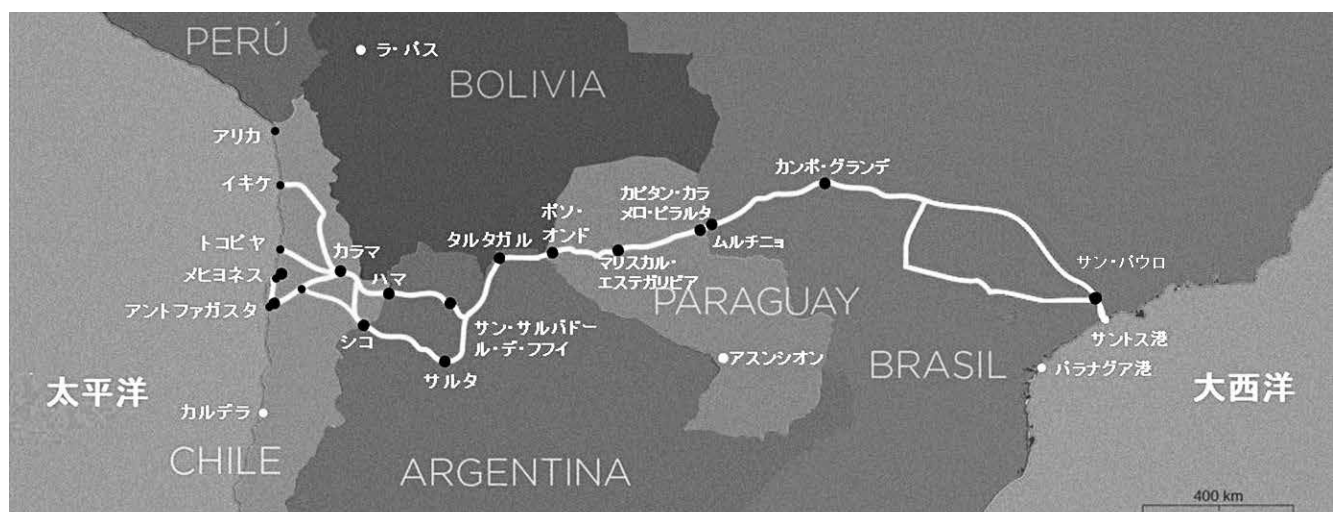 PERÚ
ラ・パス
BOLIVIA
アリカ
イキケ
トコピヤ
メヒヨネス
アントファガスタ
カラマ
ハマ
シコ
サルタ
サン・サルバドー
ル・デ・フフイ
タルタガル
ポソ・
オンド
マリスカル・
エステガリビア
カピタン・カラ
メロ・ピラルタ
ムルチニョ
カンポ・グランデ
サン・パウロ
サントス港
パラナグア港
アスンシオン
PARAGUAY
BRASIL
太平洋
大西洋
カルデラ
CHILE
ARGENTINA
400 km